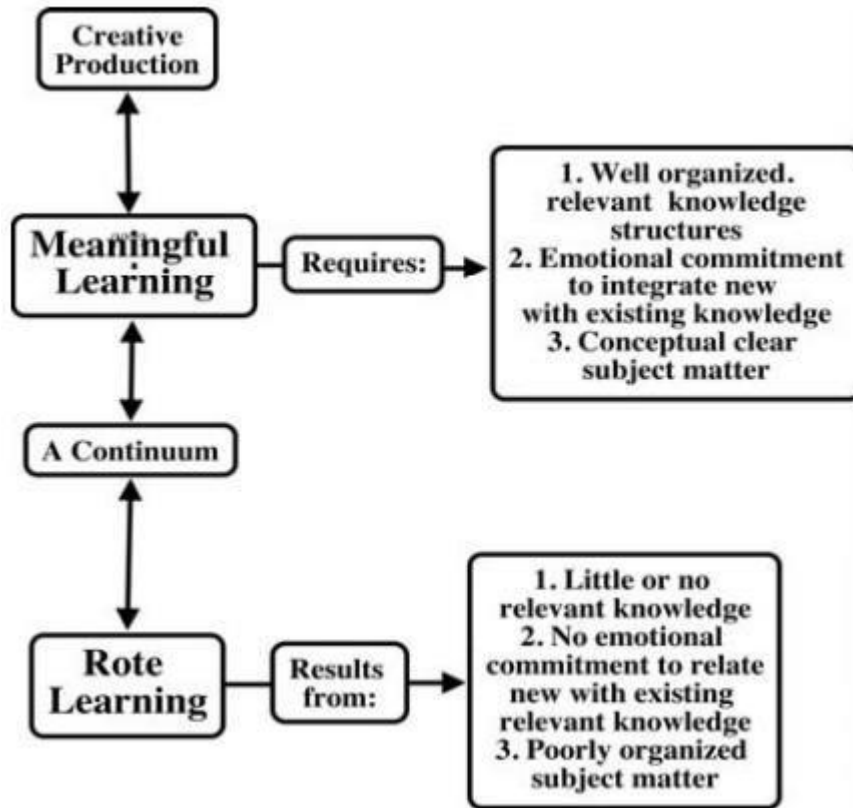 Creative
Production
Meaningful
Learning
Requires:
1. Well organized.
relevant knowledge
structures
2. Emotional commitment
to integrate new
with existing knowledge
3. Conceptual clear
subject matter
A Continuum
Rote
Learning
Results
from:
1. Little or no
relevant knowledge
2. No emotional
commitment to relate
new with existing
relevant knowledge
3. Poorly organized
subject matter